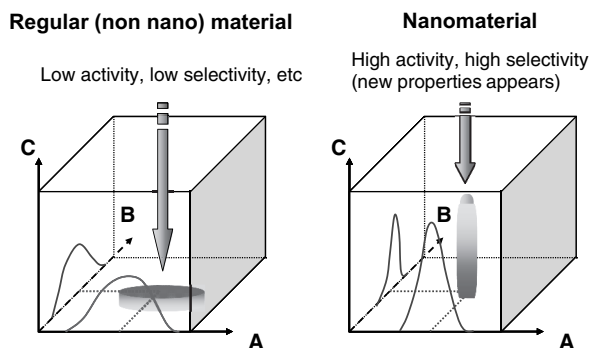 Regular (non nano) material
Low activity, low selectivity, etc
C
B
A
Nanomaterial
High activity, high selectivity
(new properties appears)
C
B
A